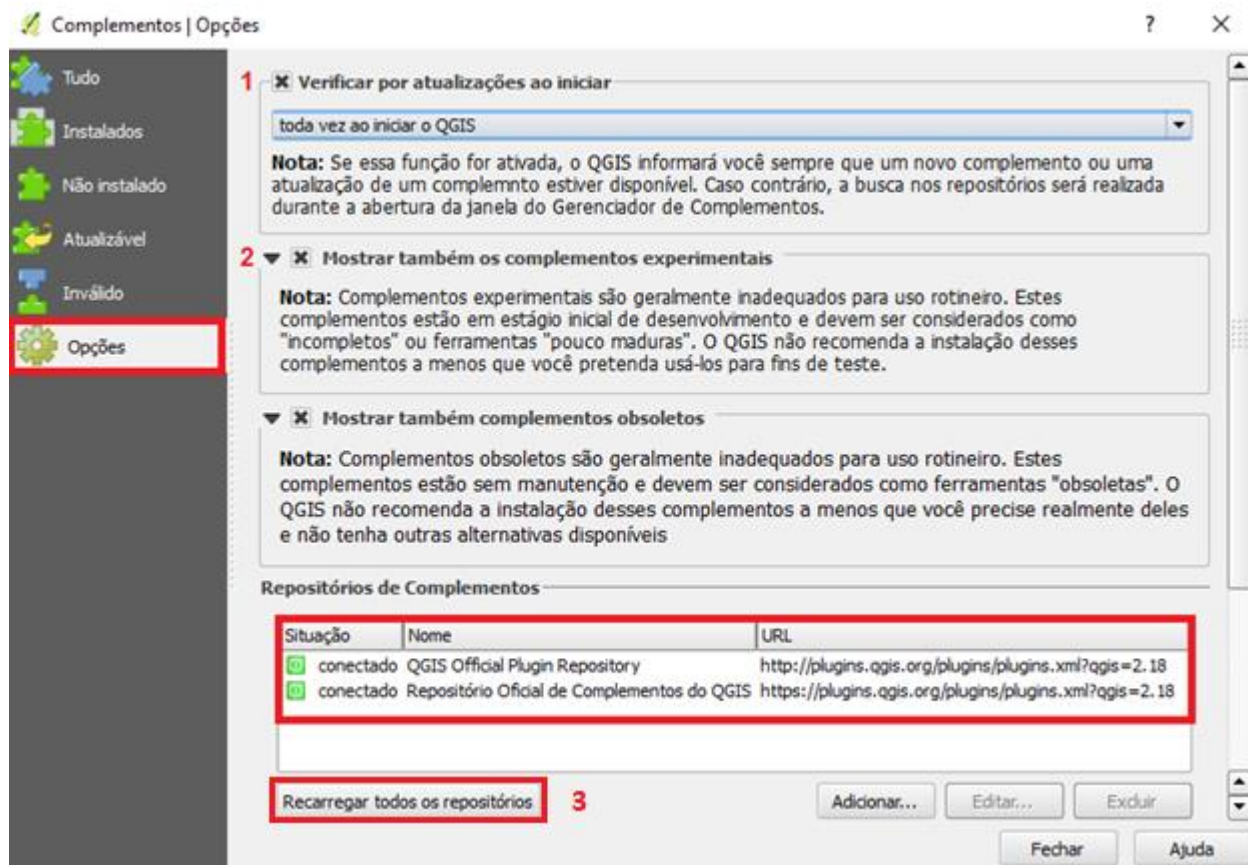 Complementos | Opções
?
Tudo
Instalados
Não instalado
Atualizável
Inválido
Opções
1 Verificar por atualizações ao iniciar
toda vez ao iniciar o QGIS
Nota: Se essa função for ativada, o QGIS informará você sempre que um novo complemento ou uma
atualização de um complemnto estiver disponível. Caso contrário, a busca nos repositórios será realizada
durante a abertura da janela do Gerenciador de Complementos.
2 Mostrar também os complementos experimentais
Nota: Complementos experimentais são geralmente inadequados para uso rotineiro. Estes
complementos estão em estágio inicial de desenvolvimento e devem ser considerados como
"incompletos" ou ferramentas "pouco maduras". O QGIS não recomenda a instalação desses
complementos a menos que você pretenda usá-los para fins de teste.
Mostrar também complementos obsoletos
Nota: Complementos obsoletos são geralmente inadequados para uso rotineiro. Estes
complementos estão sem manutenção e devem ser considerados como ferramentas "obsoletas". O
QGIS não recomenda a instalação desses complementos a menos que você precise realmente deles
e não tenha outras alternativas disponíveis
Repositórios de Complementos
Situação Nome URL
conectado QGIS Official Plugin Repository http://plugins.qgis.org/plugins/plugins.xml?qgis=2.18
conectado Repositório Oficial de Complementos do QGIS https://plugins.qgis.org/plugins/plugins.xml?qgis=2.18
Recarregar todos os repositórios 3 Adicionar... Editar... Excluir
Fechar Ajuda